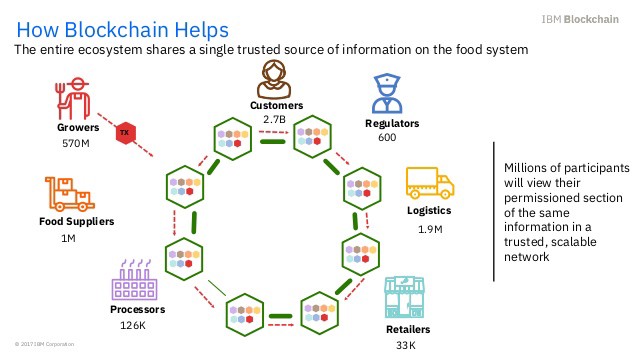 IBM Blockchain
How Blockchain Helps
The entire ecosystem shares a single trusted source of information on the food system
Customers
2.7B
Growers
570M
TX
Regulators
600
Food Suppliers
1M
Logistics
1.9M
Processors
126K
Retailers
33K
Millions of participants
will view their
permissioned section
of the same
information in a
trusted, scalable
network
© 2017 IBM Corporation